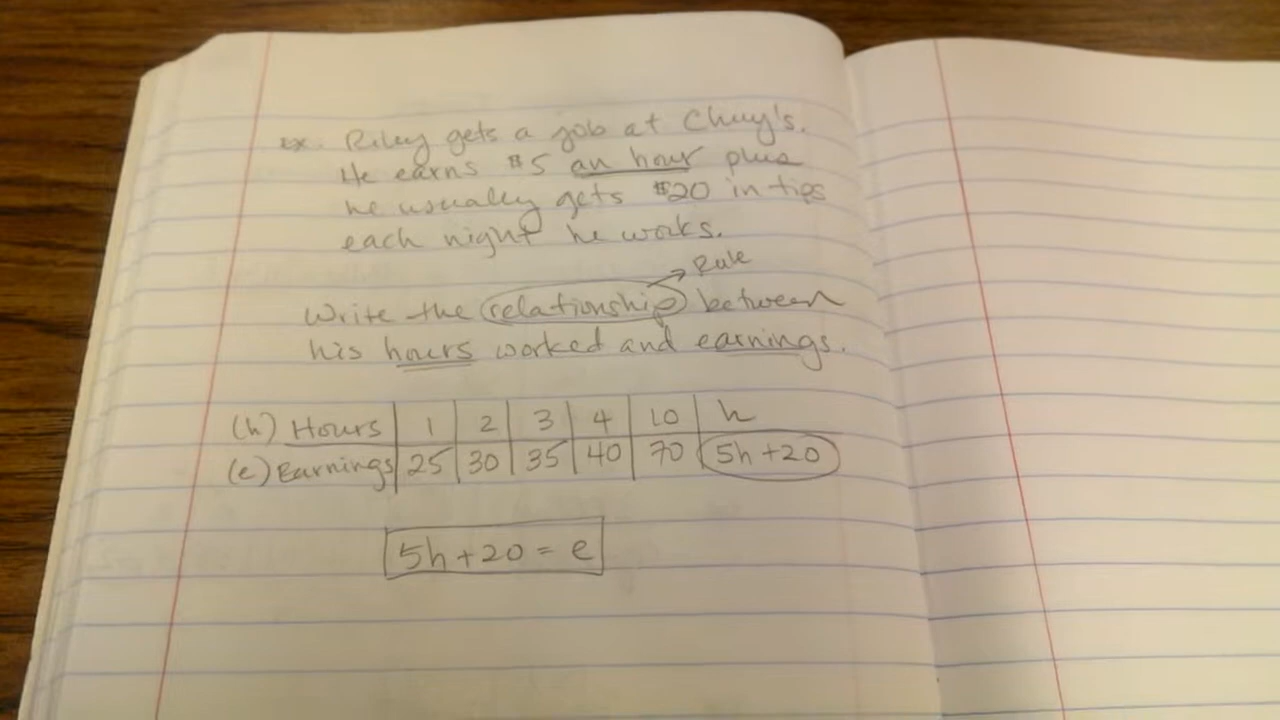 ex. Riley gets a job at Chuy's.
He earns $5 an hour plus
he usually gets $20 in tips
each night he works.
Rule
Write the relationship between
his hours worked and earnings.
(h) Hours 1 2 3 4 10 h
(e) Earnings 25 30 35 40 70 5h+20
5h+20 = e